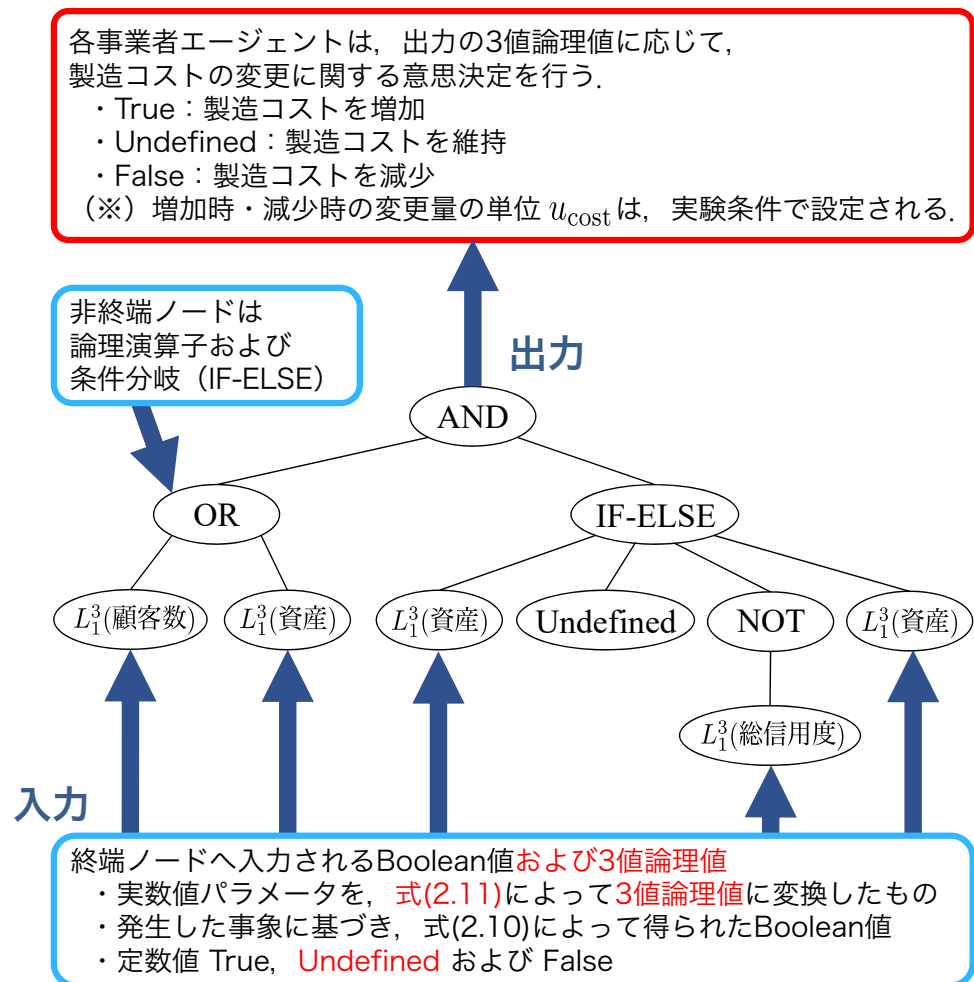 各事業者エージェントは，出力の3値論理値に応じて，
製造コストの変更に関する意思決定を行う．
・True：製造コストを増加
・Undefined：製造コストを維持
・False：製造コストを減少
（※）増加時・減少時の変更量の単位 u_cost は，実験条件で設定される．
非終端ノードは
論理演算子および
条件分岐（IF-ELSE）
出力
AND
OR
IF-ELSE
L_1^3(顧客数)
L_1^3(資産)
L_1^3(資産)
Undefined
NOT
L_1^3(資産)
L_1^3(総信用度)
入力
終端ノードへ入力されるBoolean値および3値論理値
・実数値パラメータを，式(2.11)によって3値論理値に変換したもの
・発生した事象に基づき，式(2.10)によって得られたBoolean値
・定数値 True，Undefined および False